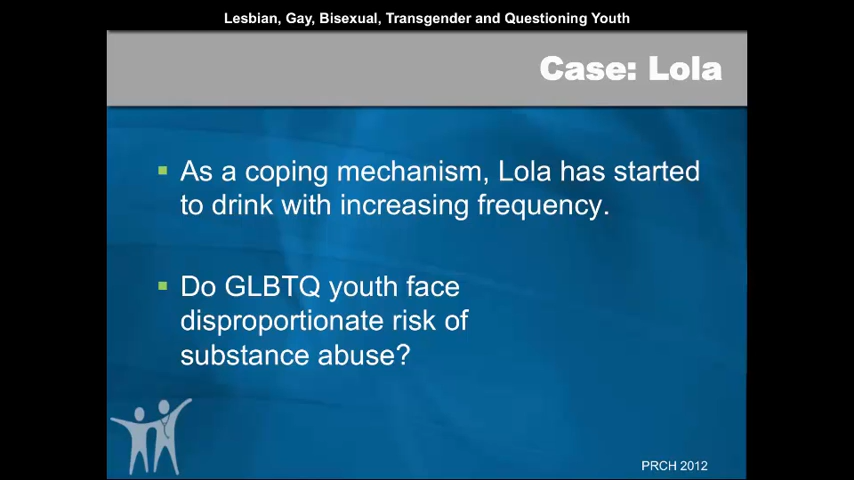 Lesbian, Gay, Bisexual, Transgender and Questioning Youth
Case: Lola
As a coping mechanism, Lola has started
to drink with increasing frequency.
Do GLBTQ youth face
disproportionate risk of
substance abuse?
PRCH 2012